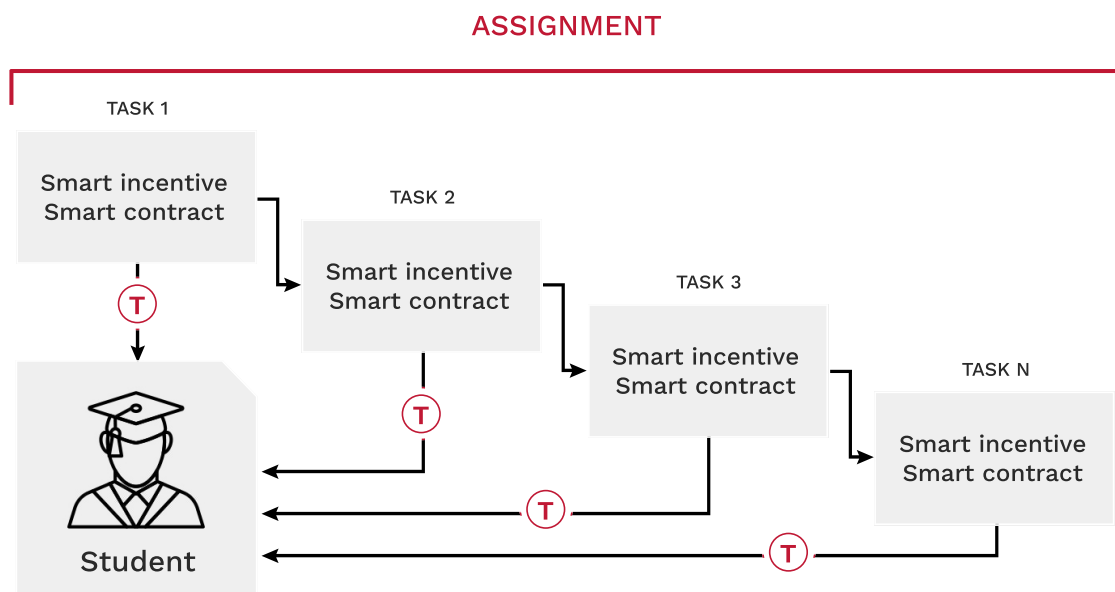 ASSIGNMENT
TASK 1
Smart incentive
Smart contract
TASK 2
Smart incentive
Smart contract
TASK 3
Smart incentive
Smart contract
TASK N
Smart incentive
Smart contract
T
T
T
T
Student